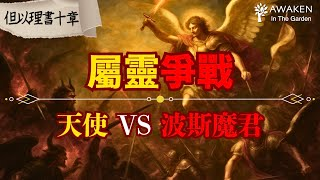 但以理書十章
AWAKEN
In The Garden
屬靈爭戰
天使 VS 波斯魔君